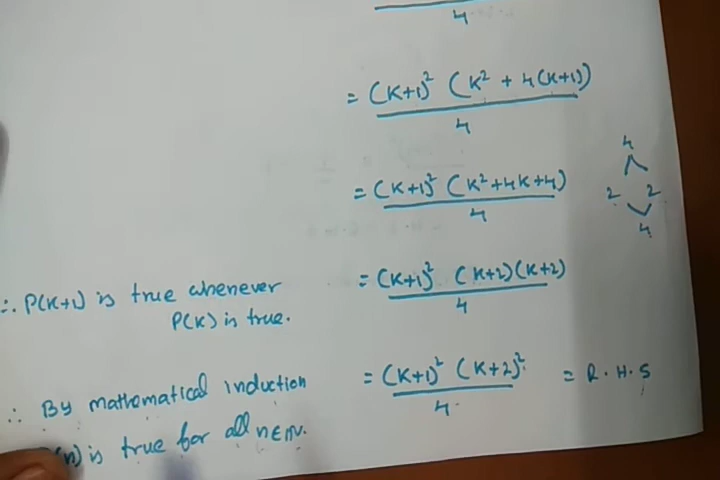 4
= (K+1)² (K² + 4(K+1))
4
= (K+1)² (K²+4K+4)
4
4
2 2
4
= (K+1)² (K+2)(K+2)
4
∴ P(K+1) is true whenever
P(K) is true.
= (K+1)² (K+2)² = R.H.S
4
∴ By mathematical induction
(n) is true for all n∈N.